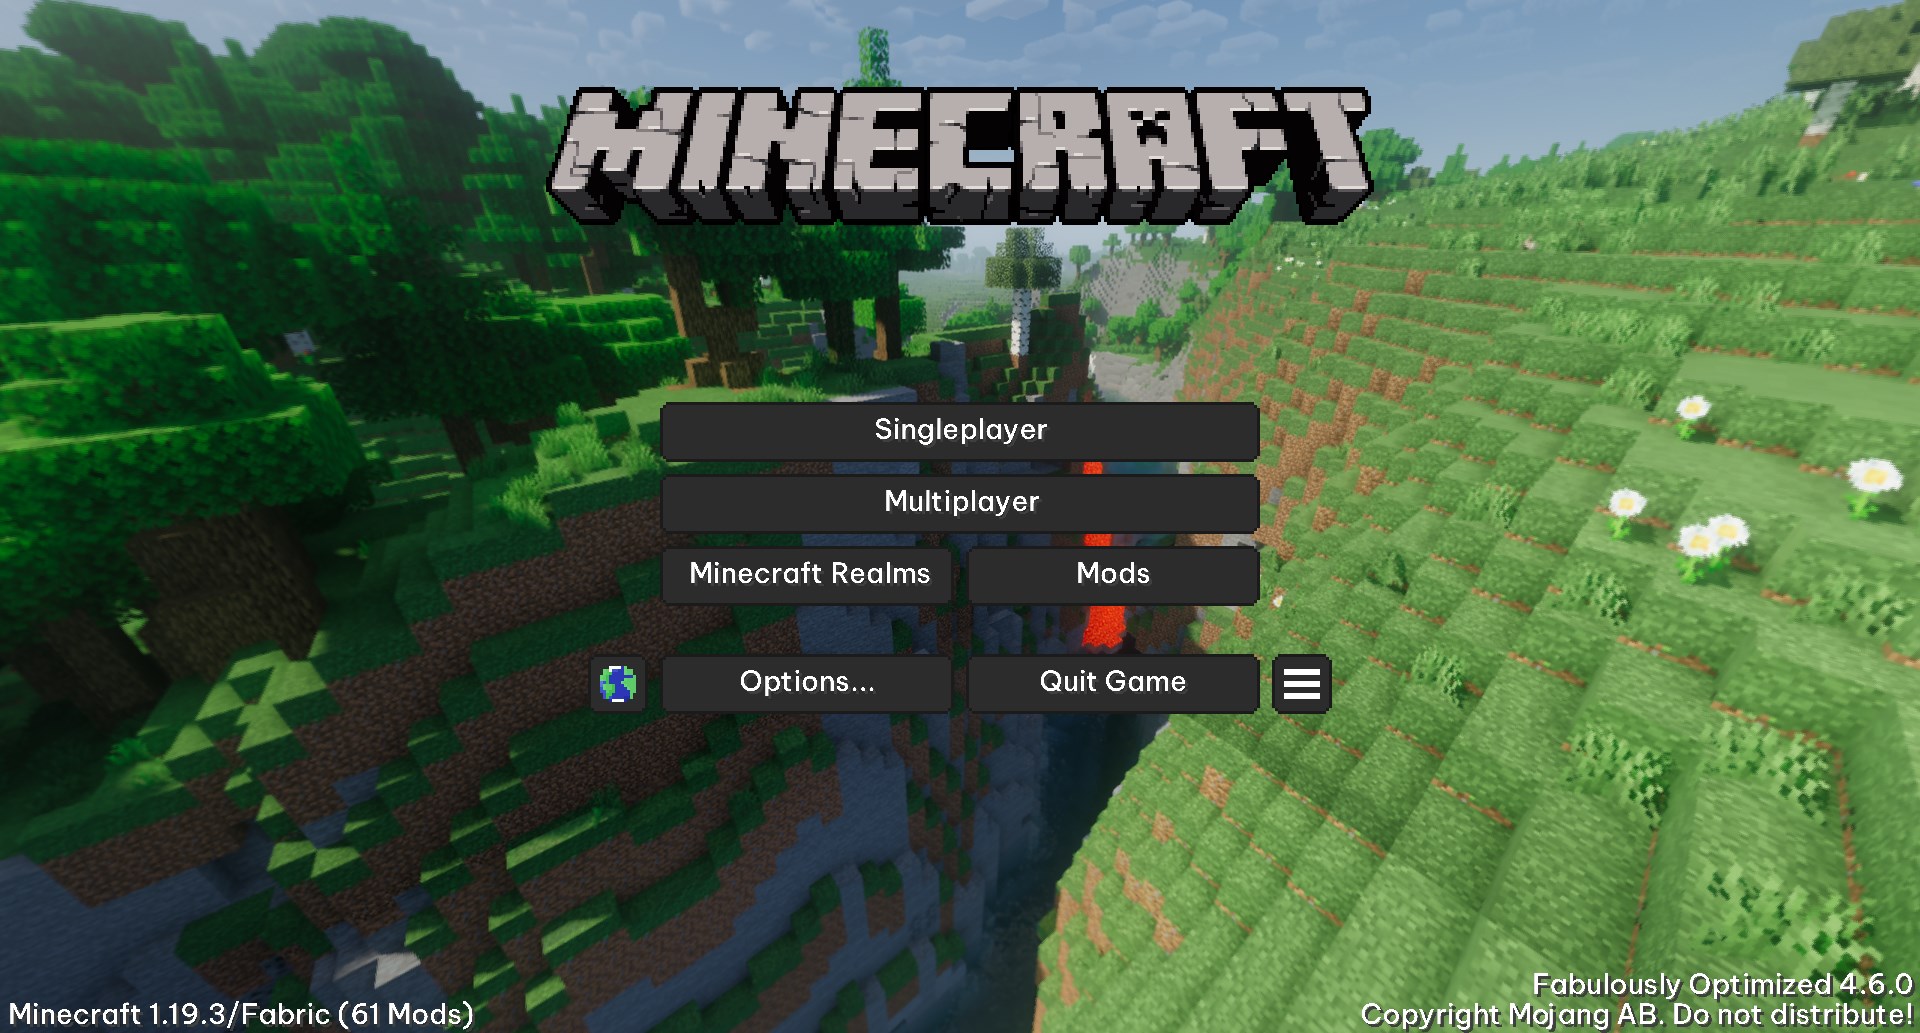 MINECRAFT
Singleplayer
Multiplayer
Minecraft Realms
Mods
Options...
Quit Game
Fabulously Optimized 4.6.0
Minecraft 1.19.3/Fabric (61 Mods)
Copyright Mojang AB. Do not distribute!